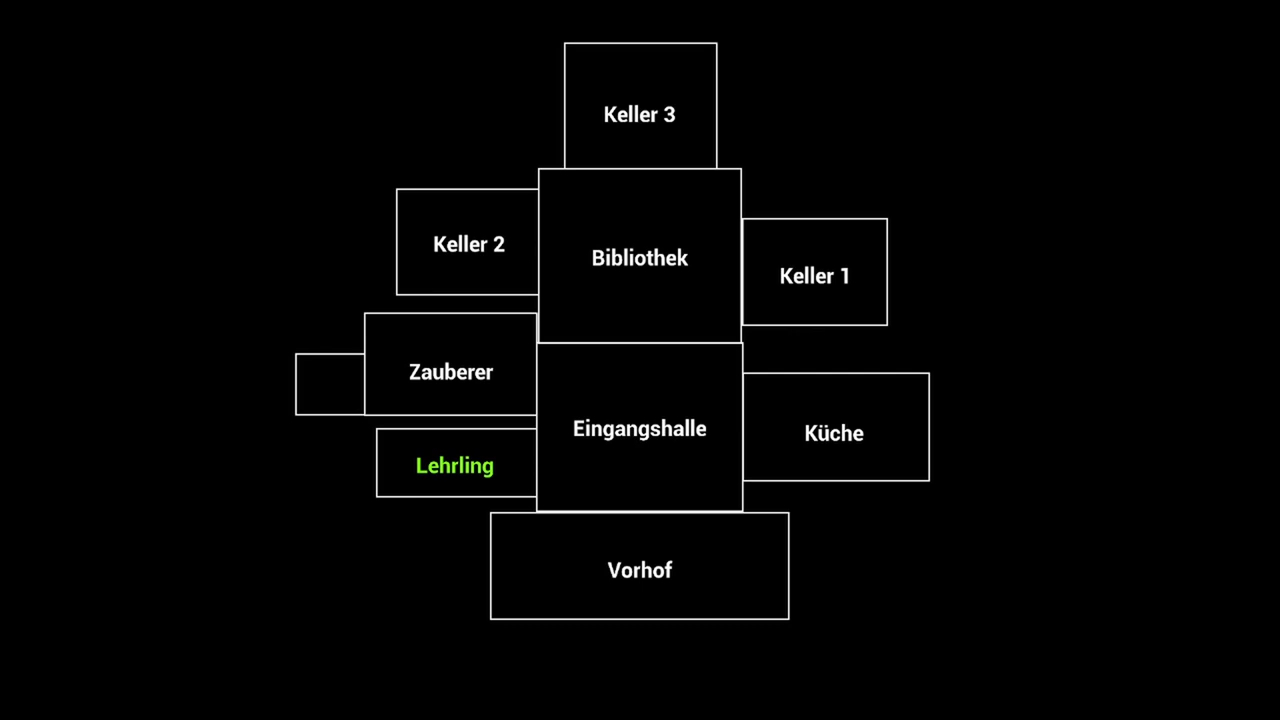 Keller 3
Keller 2
Bibliothek
Keller 1
Zauberer
Eingangshalle
Küche
Lehrling
Vorhof